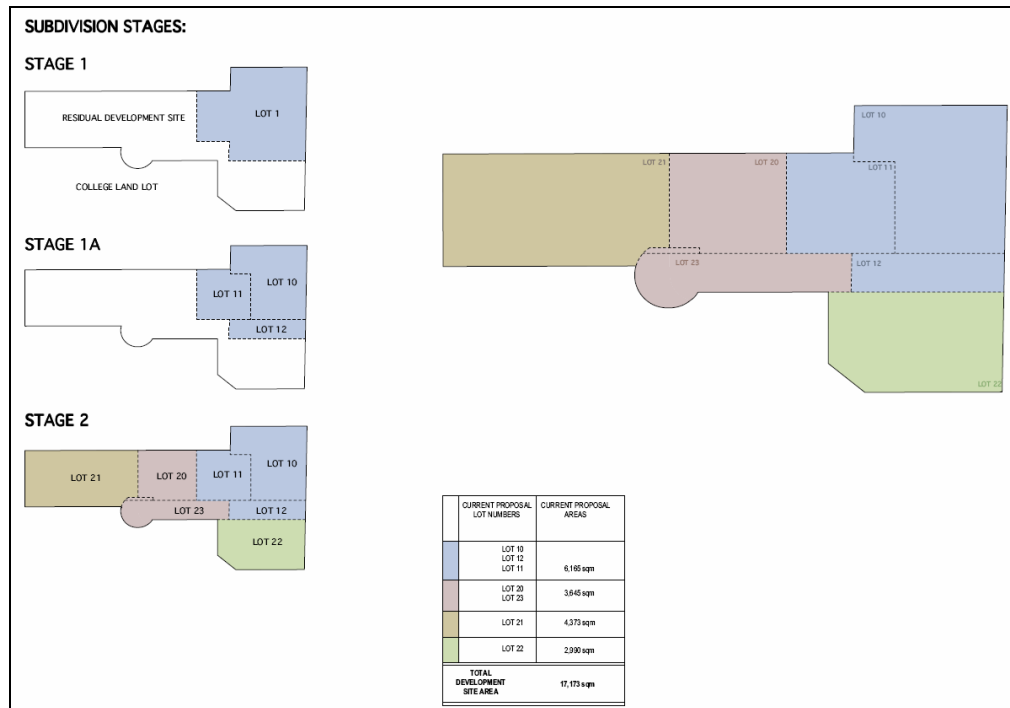 SUBDIVISION STAGES:
STAGE 1
LOT 1
RESIDUAL DEVELOPMENT SITE
COLLEGE LAND LOT
STAGE 1A
LOT 10
LOT 11
LOT 12
STAGE 2
LOT 21
LOT 20
LOT 11
LOT 10
LOT 23
LOT 12
LOT 22
LOT 10
LOT 21
LOT 20
LOT 11
LOT 23
LOT 12
LOT 22
CURRENT PROPOSAL LOT NUMBERS
CURRENT PROPOSAL AREAS
LOT 10
LOT 12
LOT 11 6,165 sqm
LOT 20 3,645 sqm
LOT 23
LOT 21 4,373 sqm
LOT 22 2,990 sqm
TOTAL
DEVELOPMENT 17,173 sqm
SITE AREA